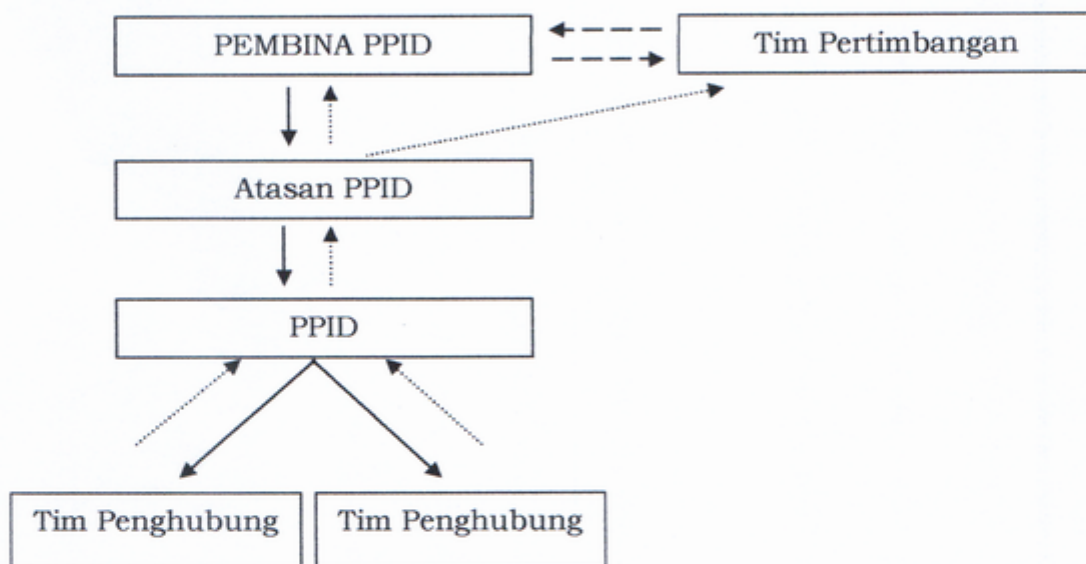 PEMBINA PPID
Tim Pertimbangan
Atasan PPID
PPID
Tim Penghubung
Tim Penghubung